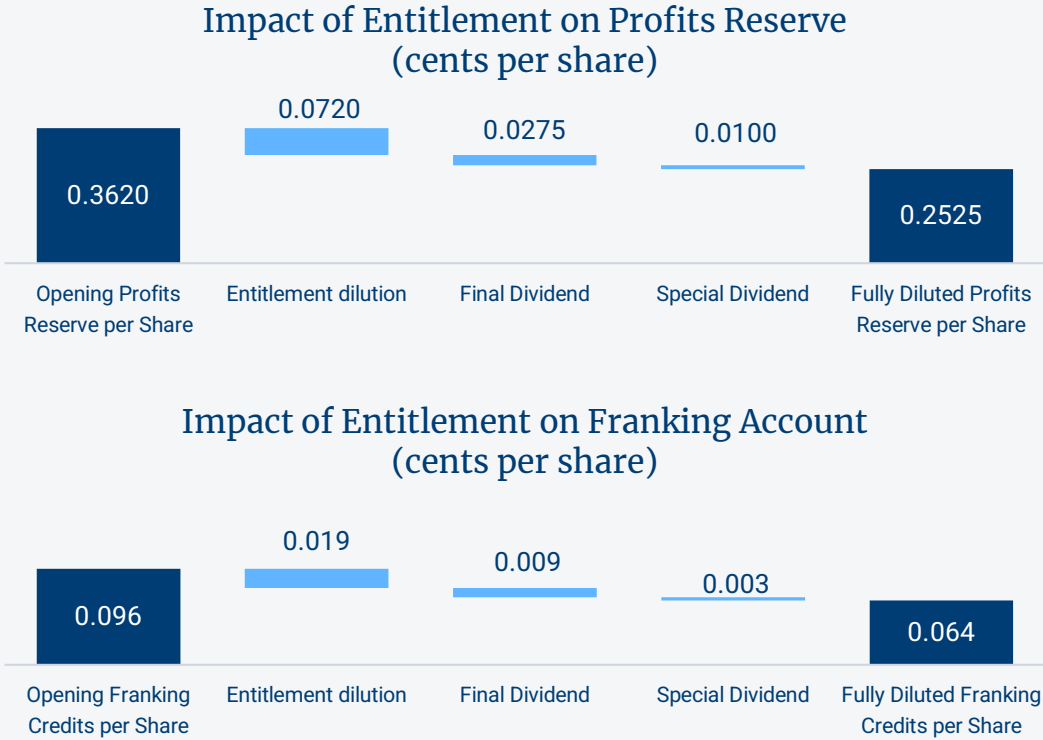 Impact of Entitlement on Profits Reserve
(cents per share)
0.0720
0.0275
0.0100
0.3620
0.2525
Opening Profits
Reserve per Share
Entitlement dilution
Final Dividend
Special Dividend
Fully Diluted Profits
Reserve per Share
Impact of Entitlement on Franking Account
(cents per share)
0.019
0.009
0.003
0.096
0.064
Opening Franking
Credits per Share
Entitlement dilution
Final Dividend
Special Dividend
Fully Diluted Franking
Credits per Share